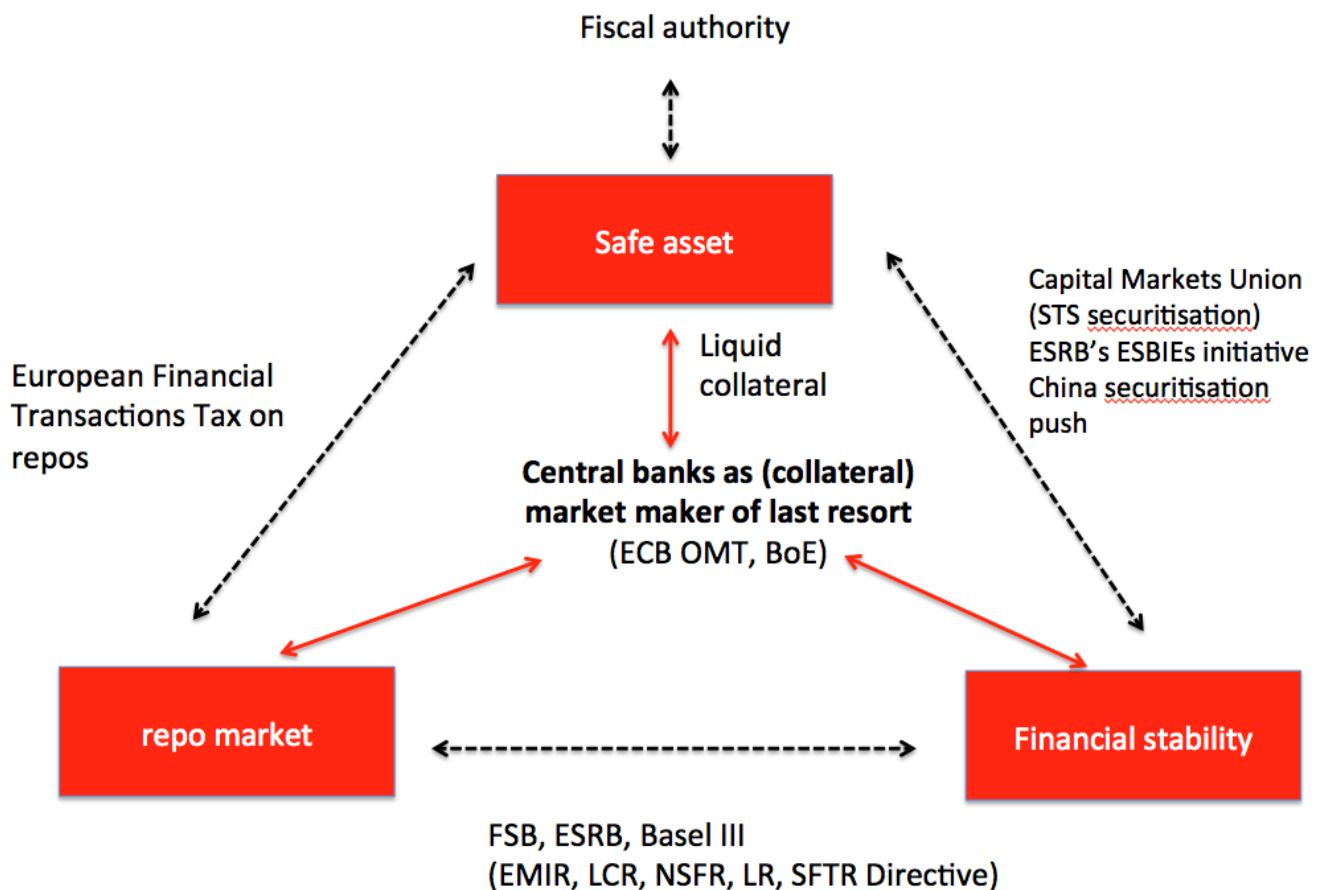 Fiscal authority
Safe asset
Capital Markets Union
(STS securitisation)
ESRB’s ESBIEs initiative
China securitisation
push
Liquid
collateral
European Financial
Transactions Tax on
repos
Central banks as (collateral)
market maker of last resort
(ECB OMT, BoE)
repo market
Financial stability
FSB, ESRB, Basel III
(EMIR, LCR, NSFR, LR, SFTR Directive)